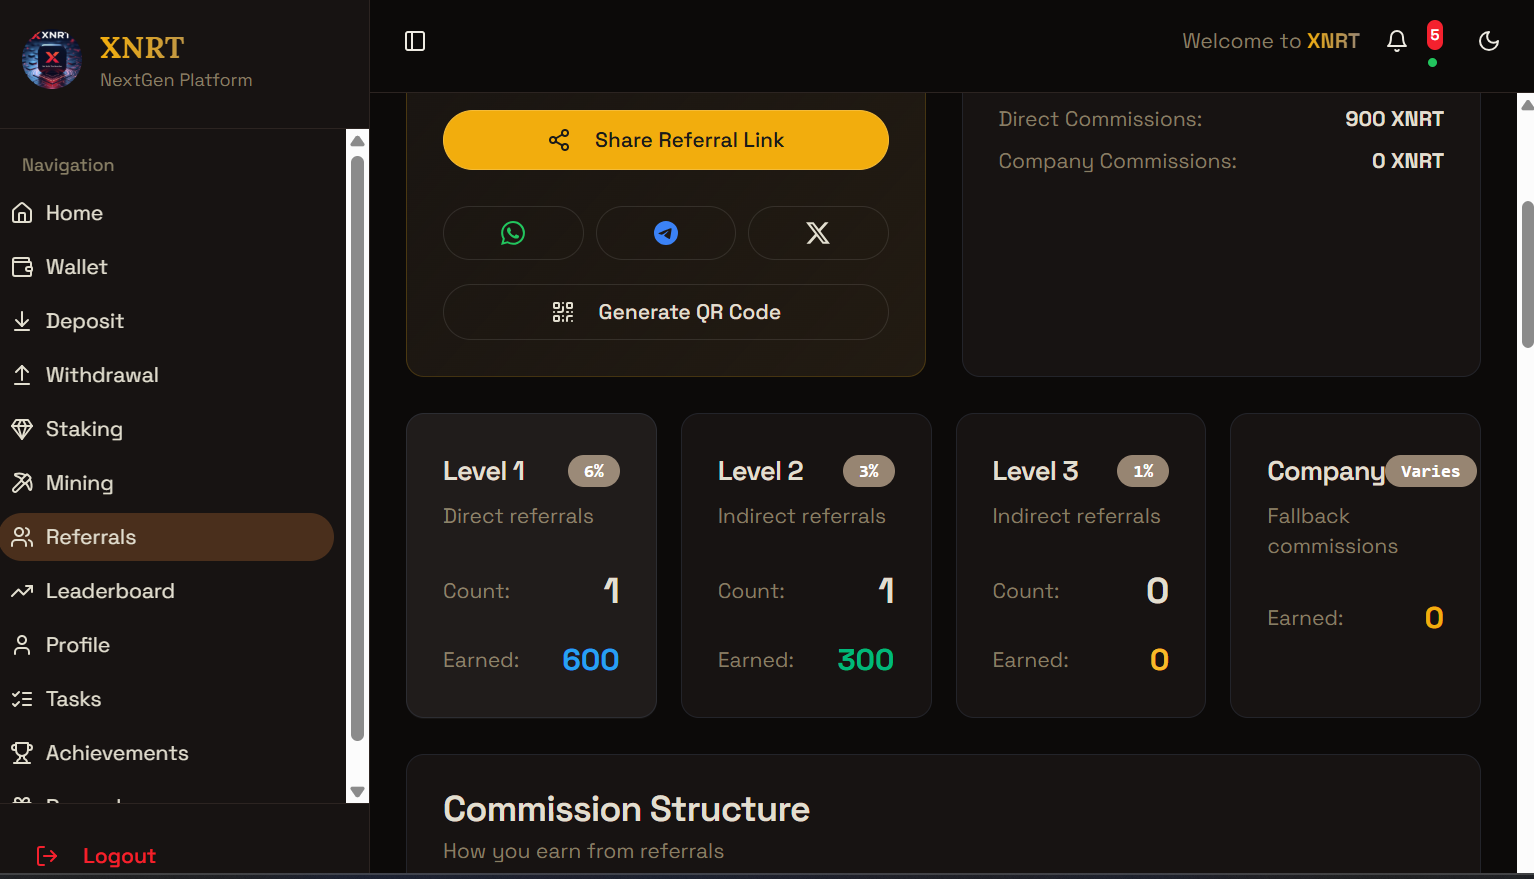 XNRT
XNRT
NextGen Platform
Welcome to XNRT
5
Navigation
Home
Wallet
Deposit
Withdrawal
Staking
Mining
Referrals
Leaderboard
Profile
Tasks
Achievements
Logout
Share Referral Link
Generate QR Code
Direct Commissions: 900 XNRT
Company Commissions: 0 XNRT
Level 1 6%
Direct referrals
Count: 1
Earned: 600
Level 2 3%
Indirect referrals
Count: 1
Earned: 300
Level 3 1%
Indirect referrals
Count: 0
Earned: 0
Company Varies
Fallback
commissions
Earned: 0
Commission Structure
How you earn from referrals